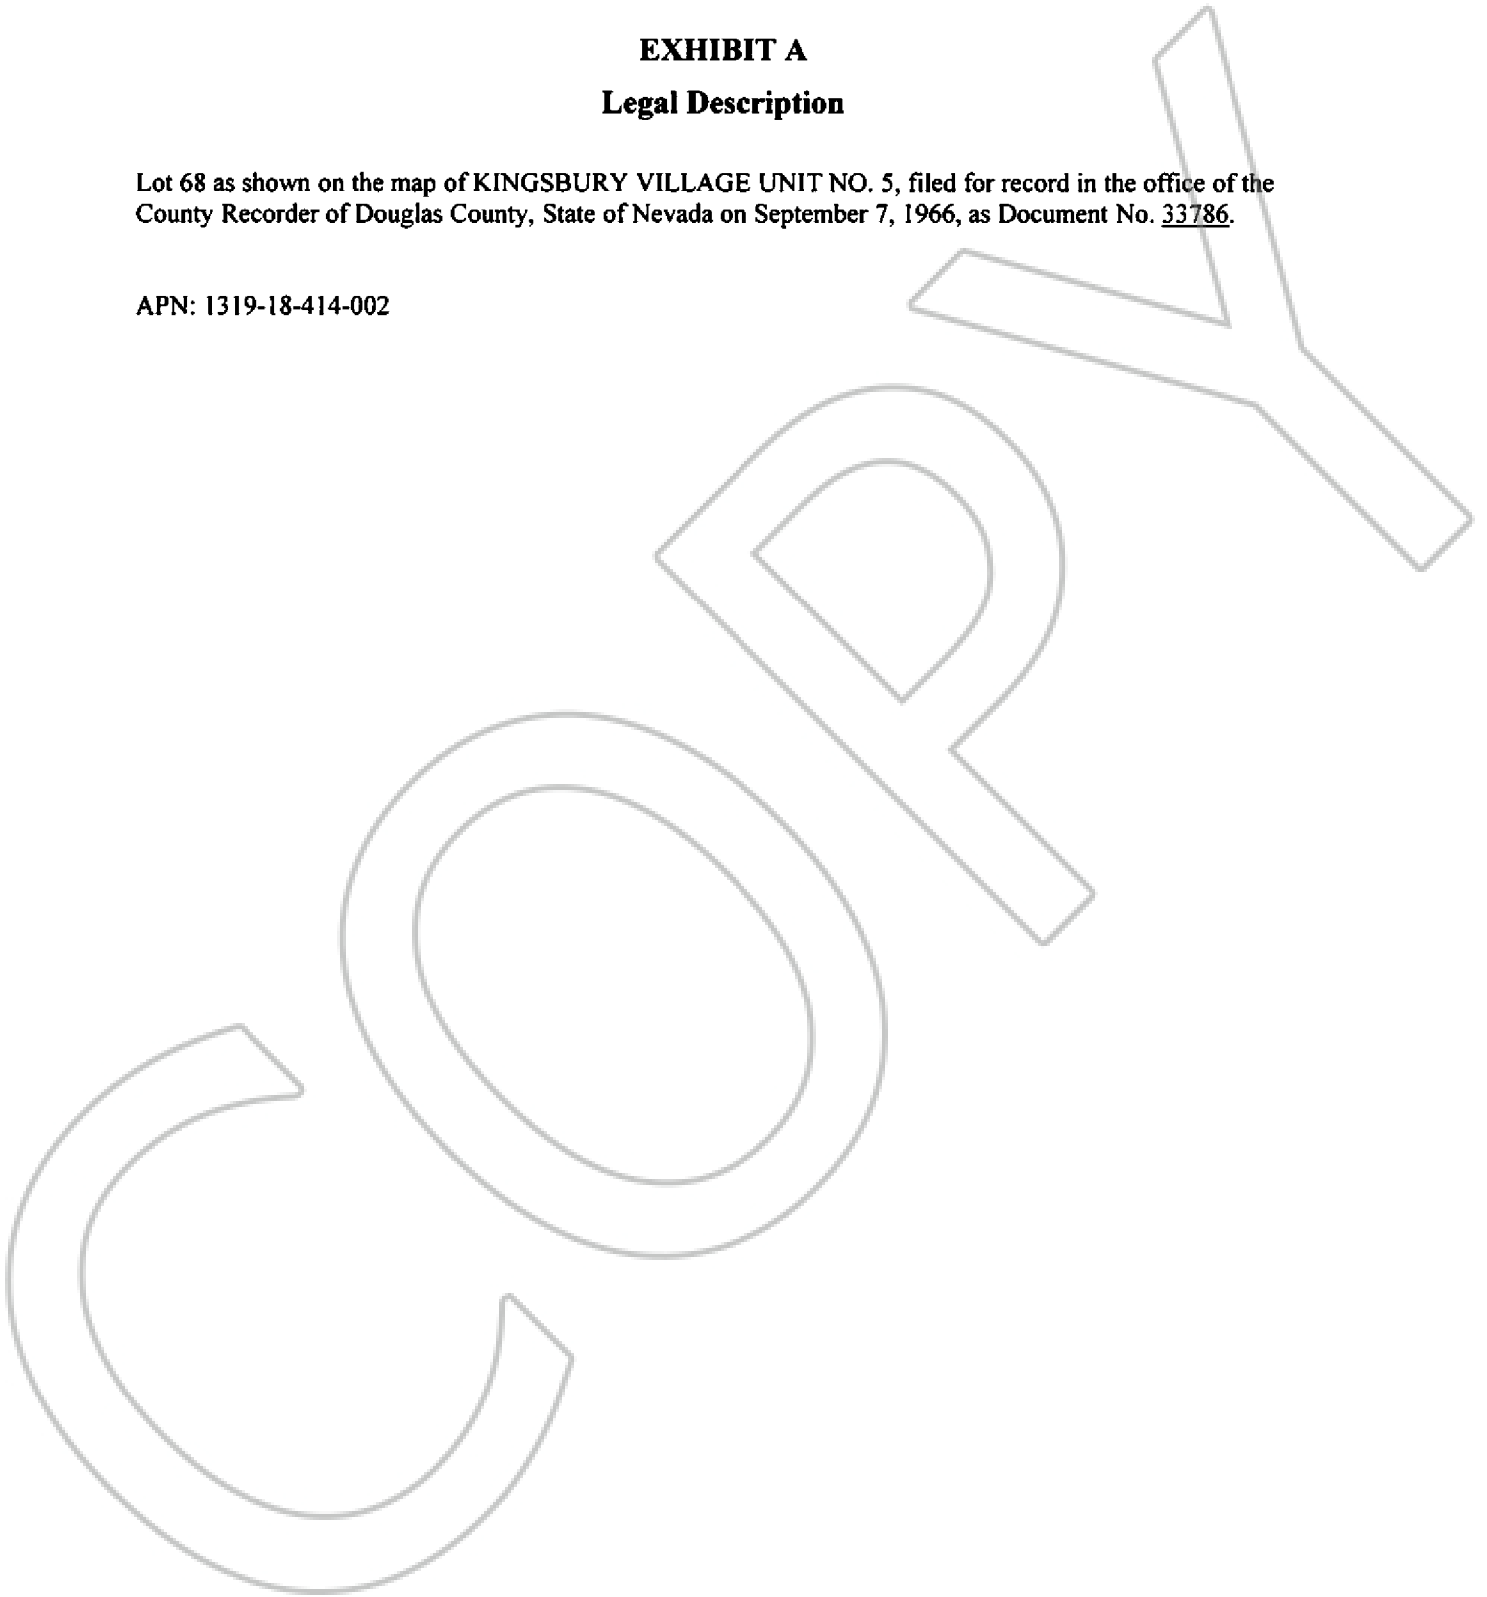 EXHIBIT A
Legal Description
Lot 68 as shown on the map of KINGSBURY VILLAGE UNIT NO. 5, filed for record in the office of the
County Recorder of Douglas County, State of Nevada on September 7, 1966, as Document No. 33786.
APN: 1319-18-414-002
COPY